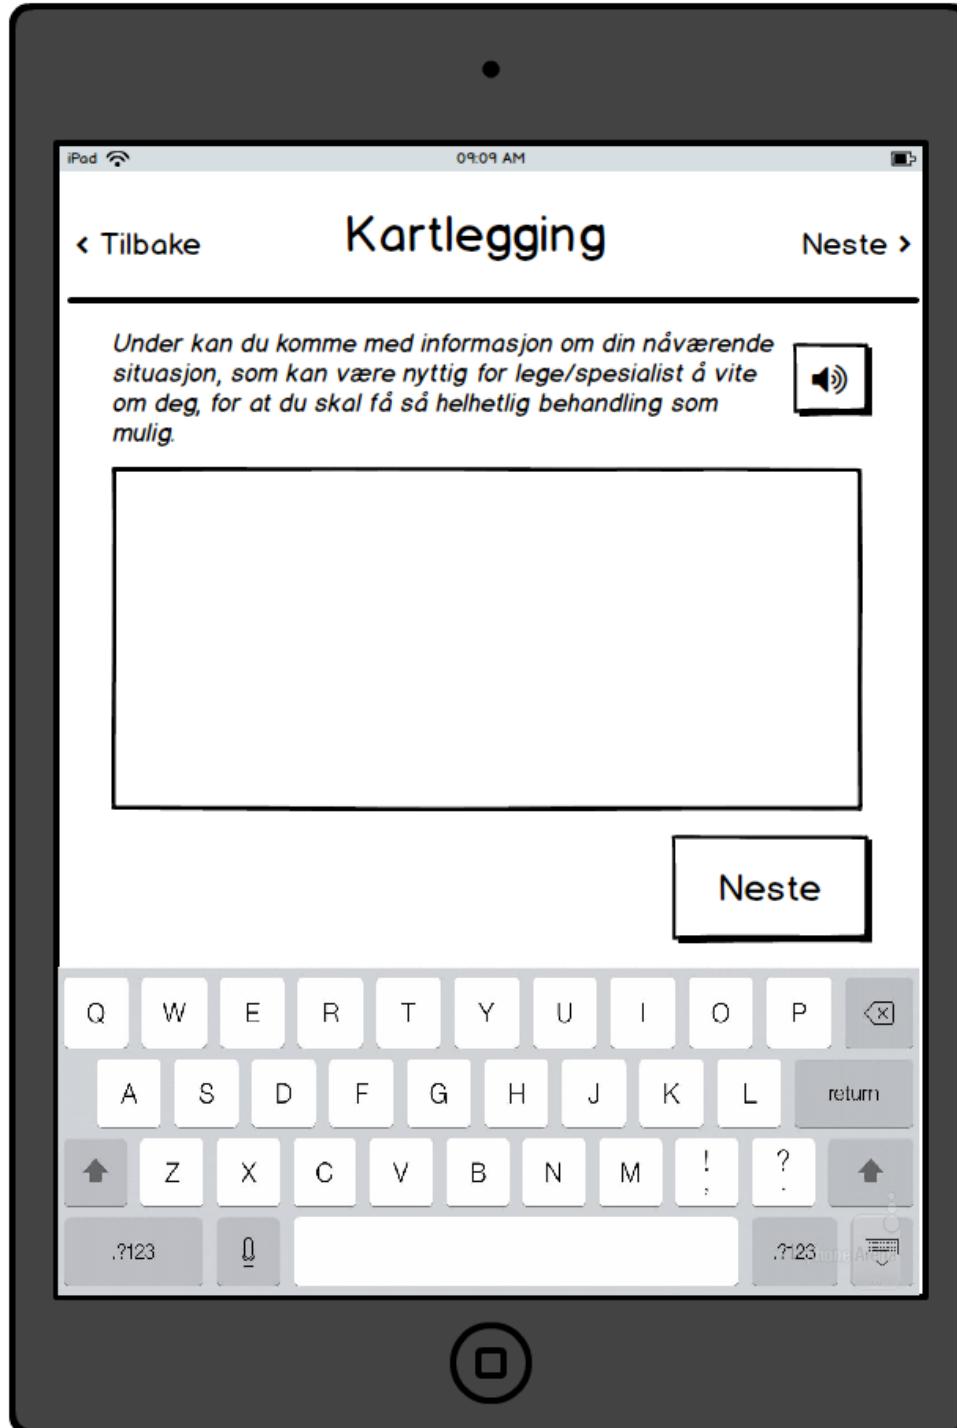 iPad 09:09 AM
< Tilbake Kartlegging Neste >
Under kan du komme med informasjon om din nåværende
situasjon, som kan være nyttig for lege/spesialist å vite
om deg, for at du skal få så helhetlig behandling som
mulig.
Neste
Q W E R T Y U I O P
A S D F G H J K L return
Z X C V B N M ! , ? .
.?123 .?123